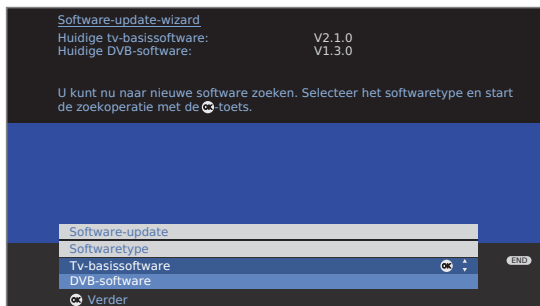 Software-update-wizard
Huidige tv-basissoftware: V2.1.0
Huidige DVB-software: V1.3.0
U kunt nu naar nieuwe software zoeken. Selecteer het softwaretype en start
de zoekoperatie met de OK-toets.
Software-update
Softwaretype
Tv-basissoftware OK
END
DVB-software
OK Verder